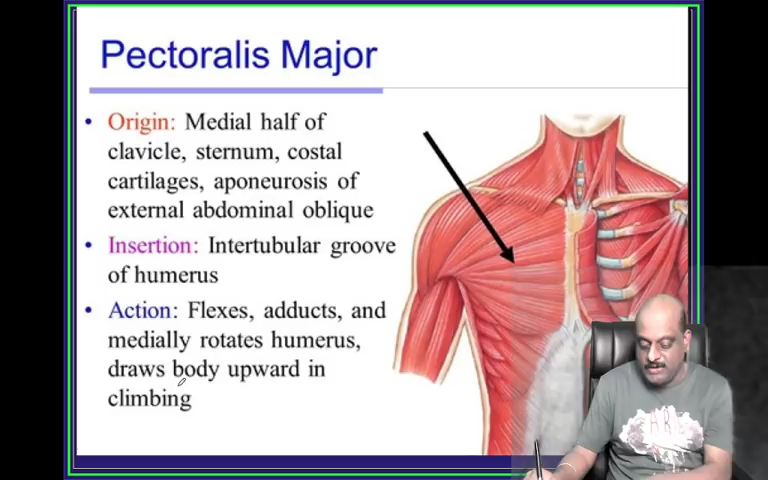 Pectoralis Major
• Origin: Medial half of
clavicle, sternum, costal
cartilages, aponeurosis of
external abdominal oblique
• Insertion: Intertubular groove
of humerus
• Action: Flexes, adducts, and
medially rotates humerus,
draws body upward in
climbing